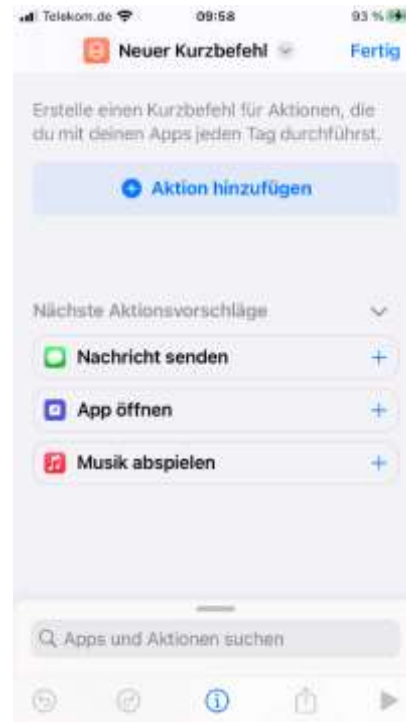 Telekom.de 09:58 93 %
Neuer Kurzbefehl
Fertig
Erstelle einen Kurzbefehl für Aktionen, die
du mit deinen Apps jeden Tag durchführst.
Aktion hinzufügen
Nächste Aktionsvorschläge
Nachricht senden
App öffnen
Musik abspielen
Apps und Aktionen suchen